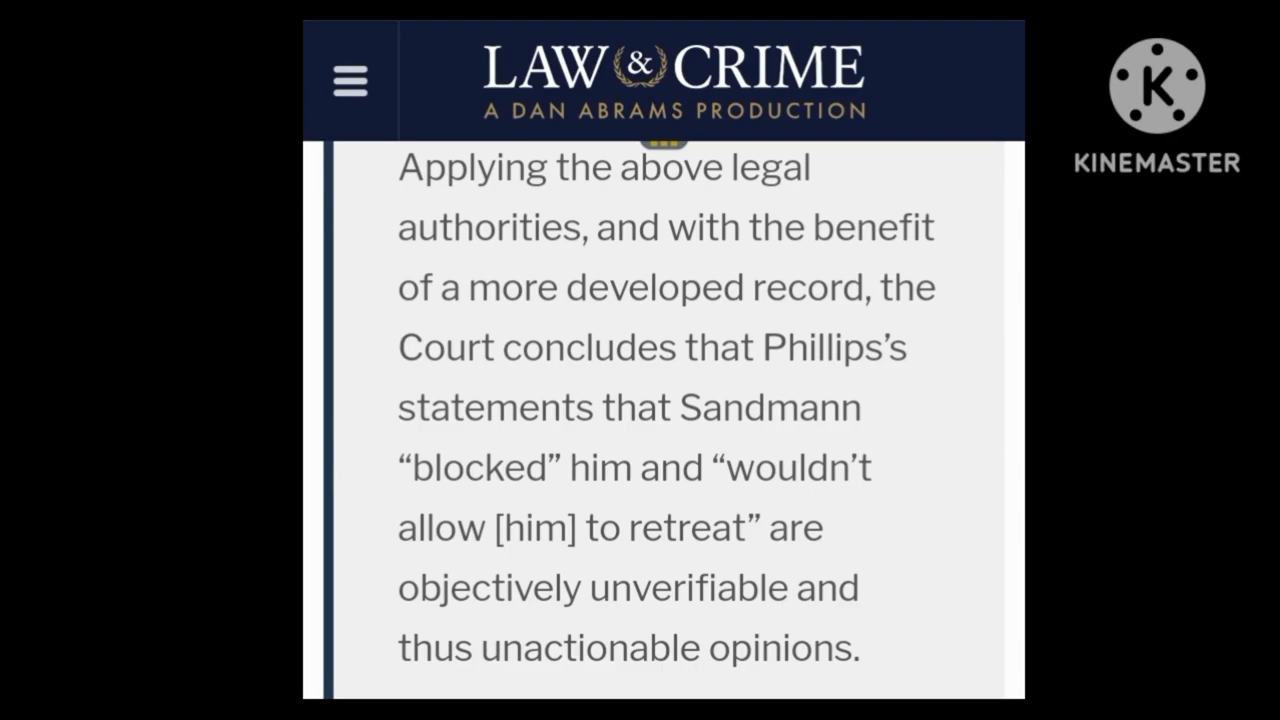 LAW & CRIME
A DAN ABRAMS PRODUCTION
K
KINEMASTER
Applying the above legal
authorities, and with the benefit
of a more developed record, the
Court concludes that Phillips’s
statements that Sandmann
“blocked” him and “wouldn’t
allow [him] to retreat” are
objectively unverifiable and
thus unactionable opinions.